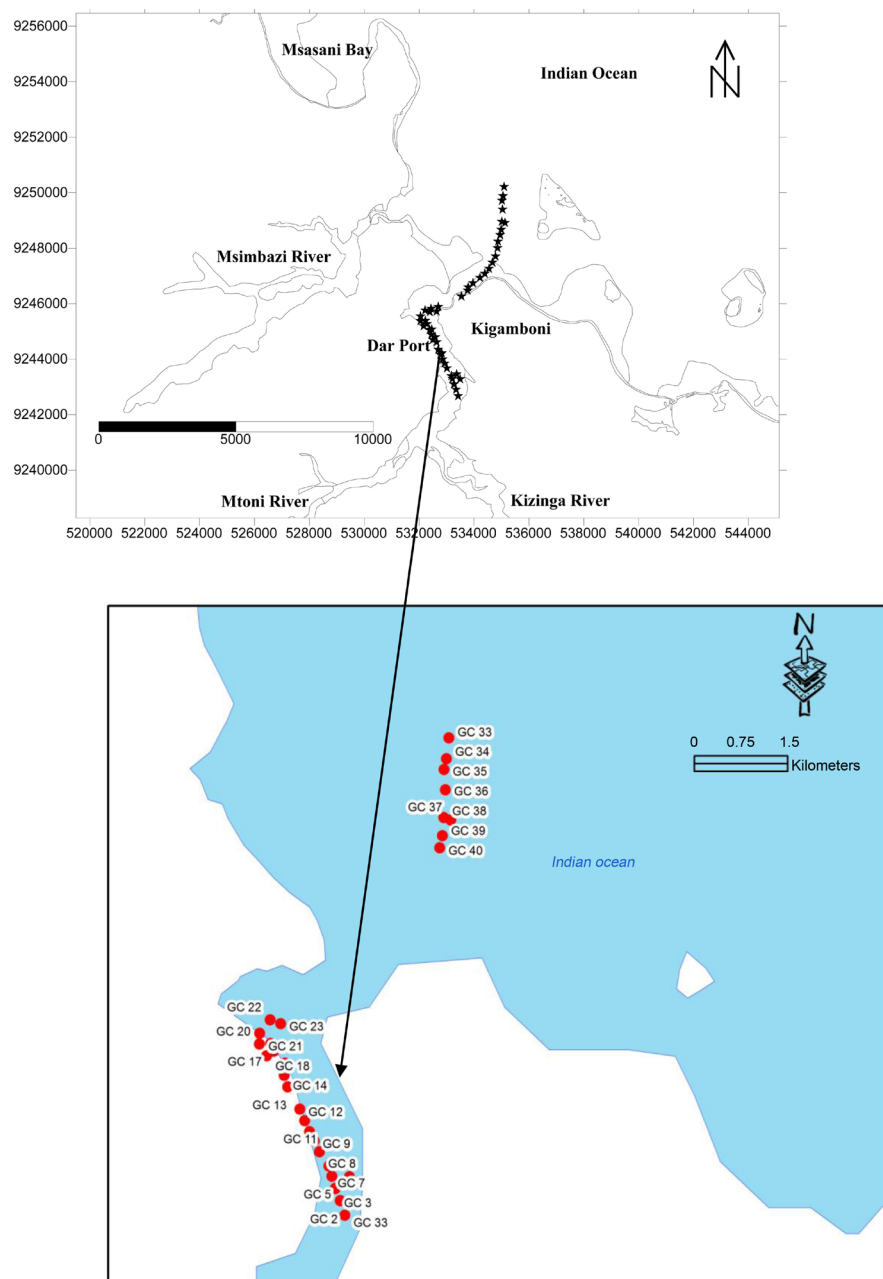 9256000
Msasani Bay
Indian Ocean
N
9254000
9252000
9250000
9248000
Msimbazi River
9246000
Kigamboni
Dar Port
9244000
9242000
0 5000 10000
9240000
Mtoni River
Kizinga River
520000 522000 524000 526000 528000 530000 532000 534000 536000 538000 540000 542000 544000
N
GC 33
0 0.75 1.5
GC 34
Kilometers
GC 35
GC 36
GC 37
GC 38
GC 39
GC 40
Indian ocean
GC 22
GC 23
GC 20
GC 21
GC 17
GC 18
GC 14
GC 13
GC 12
GC 11
GC 9
GC 8
GC 7
GC 5
GC 3
GC 2
GC 33